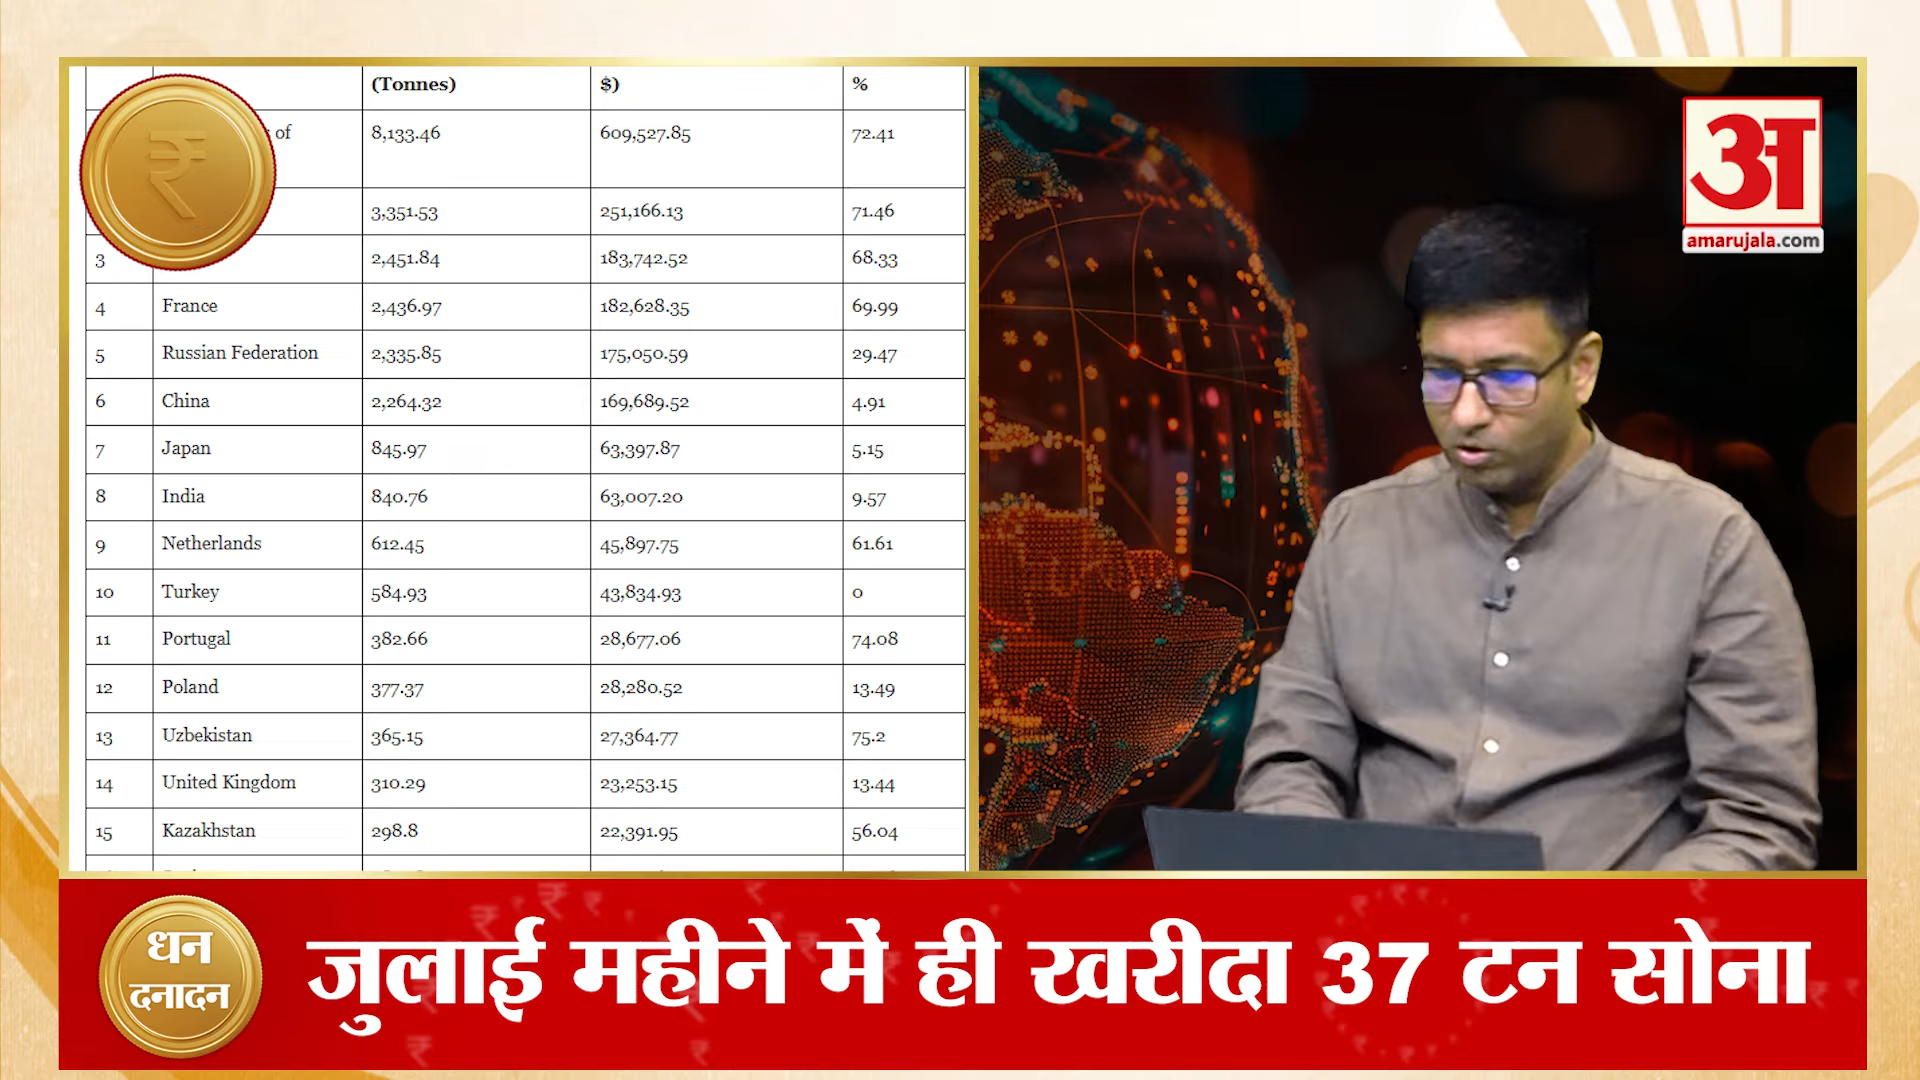 (Tonnes) $) %
of 8,133.46 609,527.85 72.41
3,351.53 251,166.13 71.46
3 2,451.84 183,742.52 68.33
4 France 2,436.97 182,628.35 69.99
5 Russian Federation 2,335.85 175,050.59 29.47
6 China 2,264.32 169,689.52 4.91
7 Japan 845.97 63,397.87 5.15
8 India 840.76 63,007.20 9.57
9 Netherlands 612.45 45,897.75 61.61
10 Turkey 584.93 43,834.93 0
11 Portugal 382.66 28,677.06 74.08
12 Poland 377.37 28,280.52 13.49
13 Uzbekistan 365.15 27,364.77 75.2
14 United Kingdom 310.29 23,253.15 13.44
15 Kazakhstan 298.8 22,391.95 56.04
₹
अ
amarujala.com
धन
दनादन
जुलाई महीने में ही खरीदा 37 टन सोना